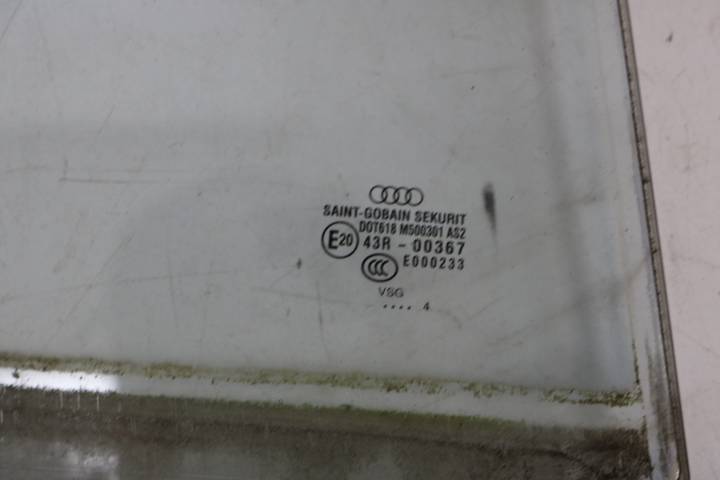 SAINT-GOBAIN SEKURIT
DOT618 M500301 AS2
E20 43R - 00367
CCC E000233
VSG
.... 4